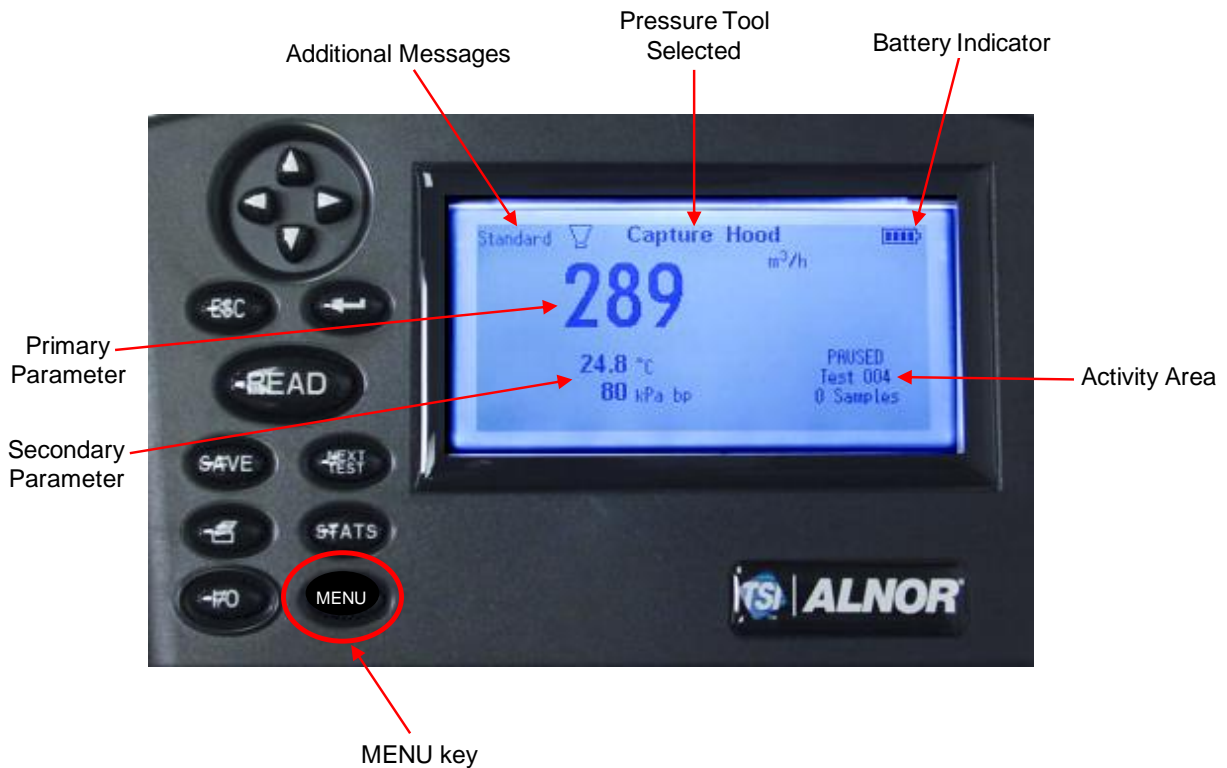 Pressure Tool
Selected
Additional Messages
Battery Indicator
Standard
Capture Hood
m³/h
289
ESC
Primary
Parameter
24.8 °C
80 kPa bp
PAUSED
Test 004
0 Samples
Activity Area
READ
Secondary
Parameter
SAVE
NEXT
TEST
STATS
I/O
MENU
TSI ALNOR
MENU key